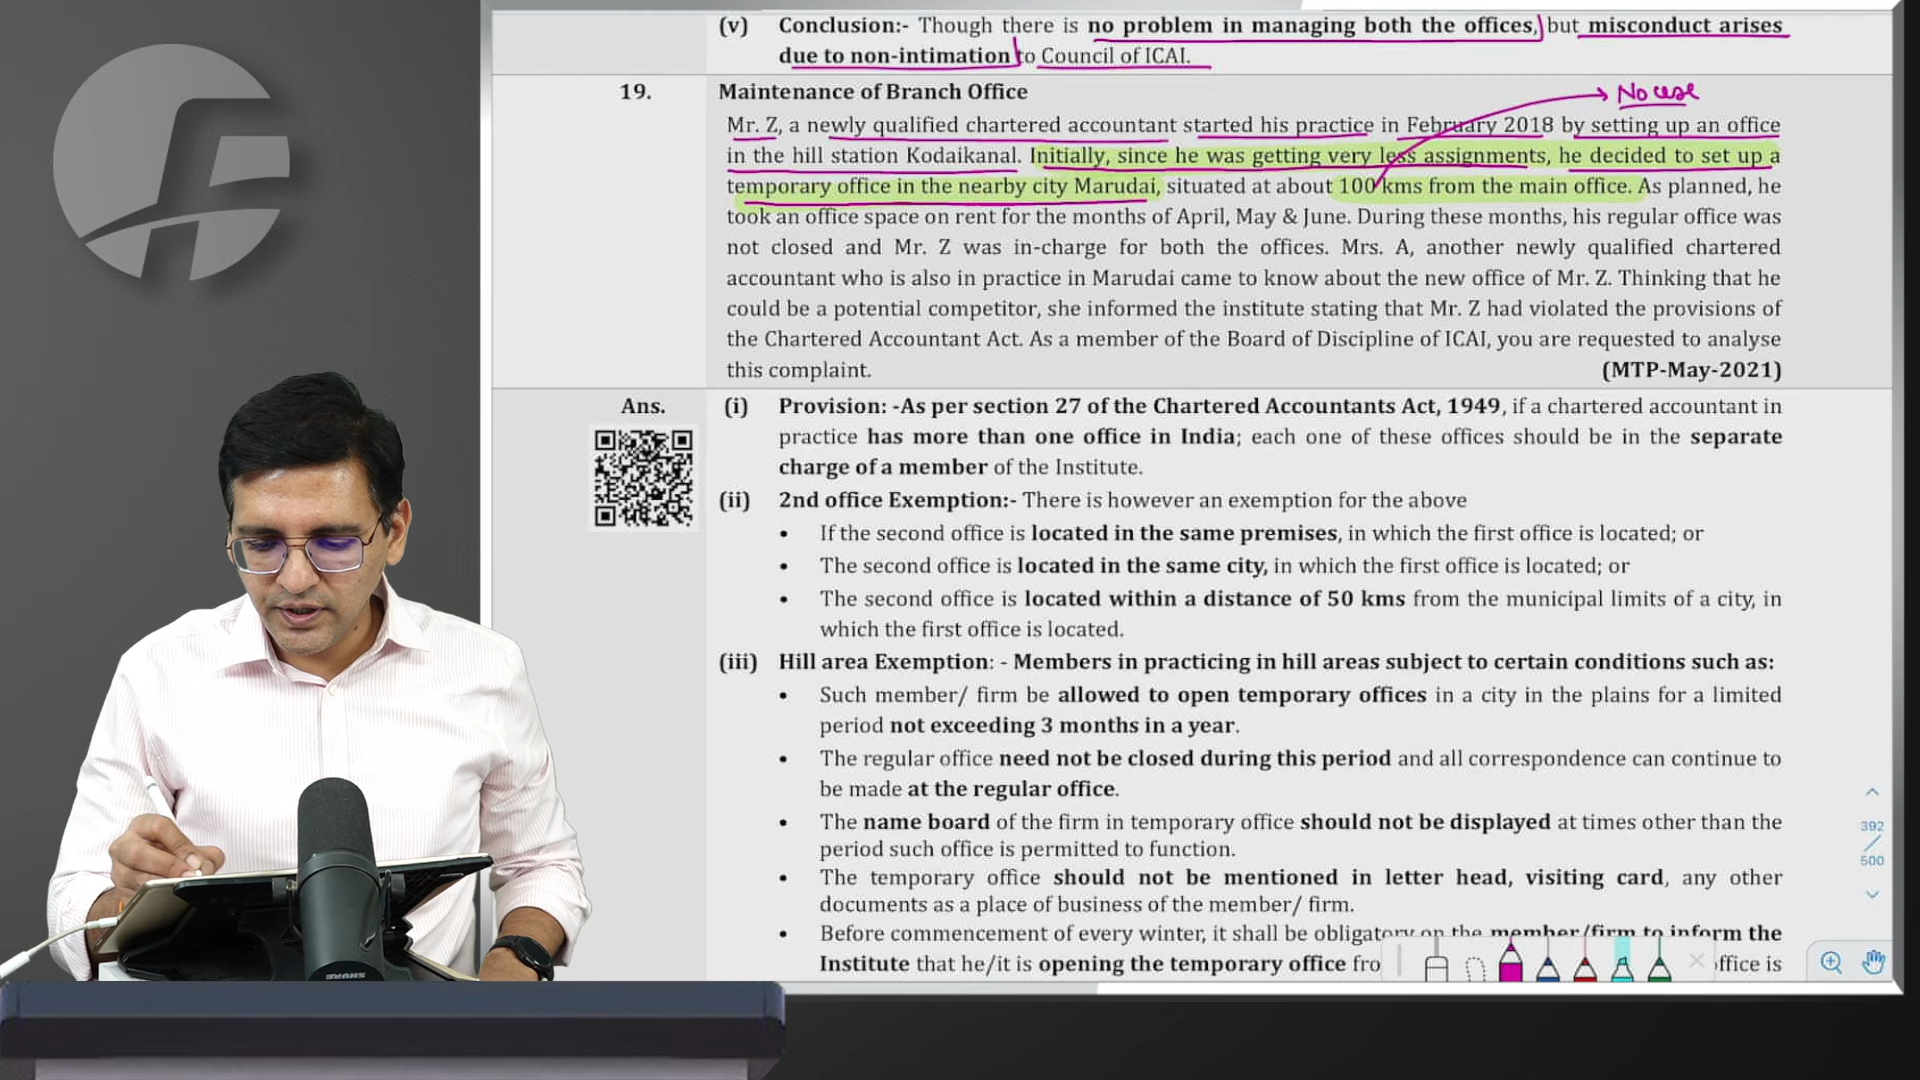 (v) Conclusion:- Though there is no problem in managing both the offices, but misconduct arises
due to non-intimation to Council of ICAI.
19. Maintenance of Branch Office
No use
Mr. Z, a newly qualified chartered accountant started his practice in February 2018 by setting up an office
in the hill station Kodaikanal. Initially, since he was getting very less assignments, he decided to set up a
temporary office in the nearby city Marudai, situated at about 100 kms from the main office. As planned, he
took an office space on rent for the months of April, May & June. During these months, his regular office was
not closed and Mr. Z was in-charge for both the offices. Mrs. A, another newly qualified chartered
accountant who is also in practice in Marudai came to know about the new office of Mr. Z. Thinking that he
could be a potential competitor, she informed the institute stating that Mr. Z had violated the provisions of
the Chartered Accountant Act. As a member of the Board of Discipline of ICAI, you are requested to analyse
this complaint. (MTP-May-2021)
Ans. (i) Provision: -As per section 27 of the Chartered Accountants Act, 1949, if a chartered accountant in
practice has more than one office in India; each one of these offices should be in the separate
charge of a member of the Institute.
(ii) 2nd office Exemption:- There is however an exemption for the above
• If the second office is located in the same premises, in which the first office is located; or
• The second office is located in the same city, in which the first office is located; or
• The second office is located within a distance of 50 kms from the municipal limits of a city, in
which the first office is located.
(iii) Hill area Exemption: - Members in practicing in hill areas subject to certain conditions such as:
• Such member/ firm be allowed to open temporary offices in a city in the plains for a limited
period not exceeding 3 months in a year.
• The regular office need not be closed during this period and all correspondence can continue to
be made at the regular office.
• The name board of the firm in temporary office should not be displayed at times other than the
period such office is permitted to function.
• The temporary office should not be mentioned in letter head, visiting card, any other
documents as a place of business of the member/ firm.
• Before commencement of every winter, it shall be obligatory on the member/firm to inform the
Institute that he/it is opening the temporary office is
392
500
SHURE